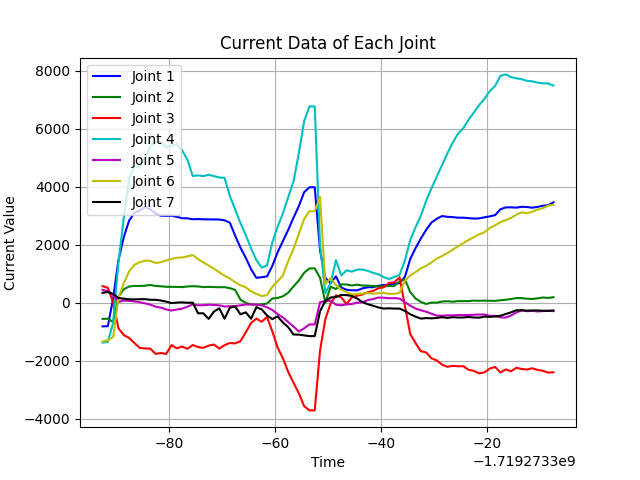 Current Data of Each Joint
8000
6000
4000
2000
0
−2000
−4000
Current Value
Joint 1
Joint 2
Joint 3
Joint 4
Joint 5
Joint 6
Joint 7
−80
−60
−40
−20
Time
−1.7192733e9